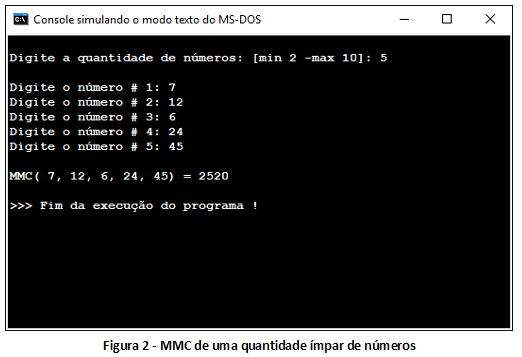 Console simulando o modo texto do MS-DOS
Digite a quantidade de números: [min 2 -max 10]: 5
Digite o número # 1: 7
Digite o número # 2: 12
Digite o número # 3: 6
Digite o número # 4: 24
Digite o número # 5: 45
MMC( 7, 12, 6, 24, 45) = 2520
>>> Fim da execução do programa !
Figura 2 - MMC de uma quantidade ímpar de números